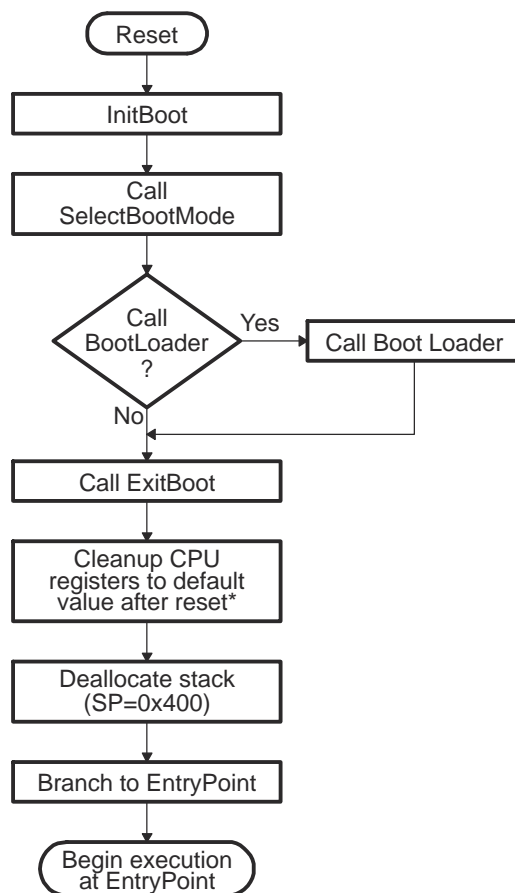 Reset
InitBoot
Call
SelectBootMode
Call
BootLoader
?
Yes
Call Boot Loader
No
Call ExitBoot
Cleanup CPU
registers to default
value after reset*
Deallocate stack
(SP=0x400)
Branch to EntryPoint
Begin execution
at EntryPoint